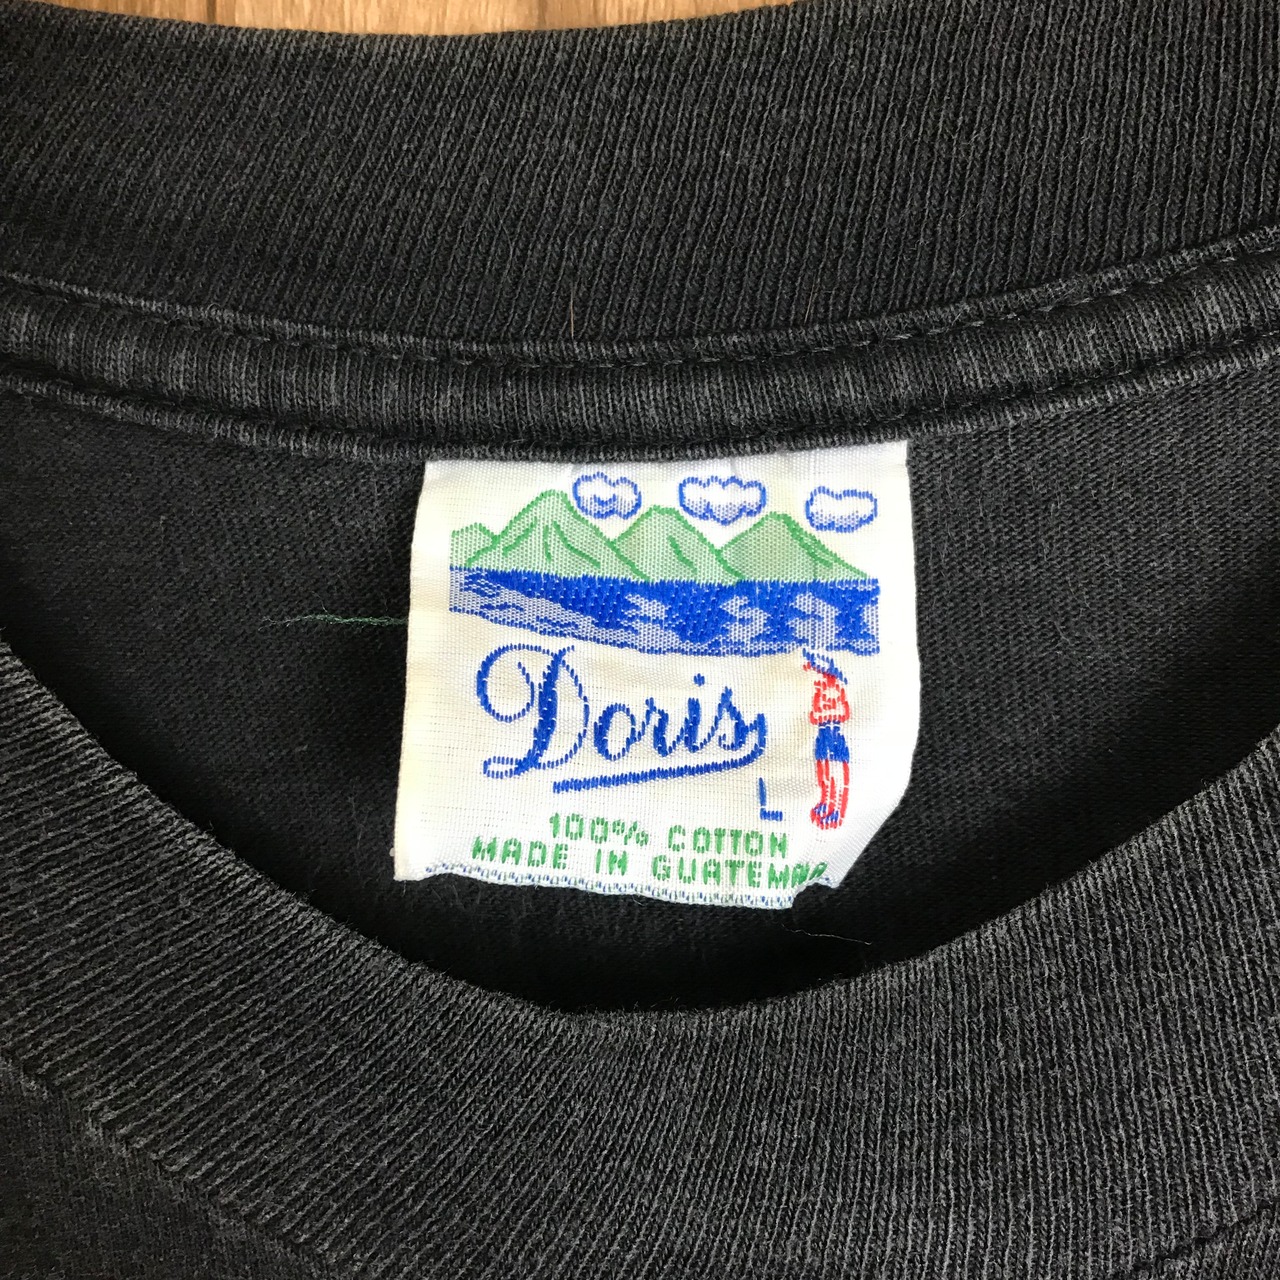 Doris
L
100% COTTON
MADE IN GUATEMALA